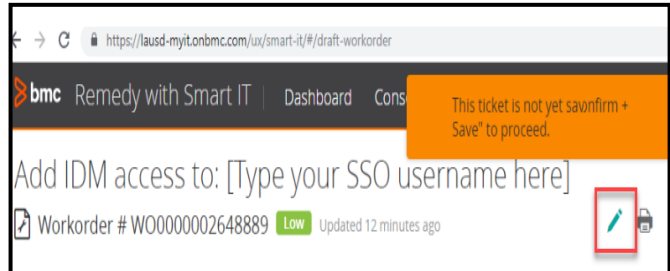 https://lausd-myit.onbmc.com/ux/smart-it/#/draft-workorder
bmc Remedy with Smart IT | Dashboard Cons
This ticket is not yet savonfirm +
Save" to proceed.
Add IDM access to: [Type your SSO username here]
Workorder # WO0000002648889 Low Updated 12 minutes ago